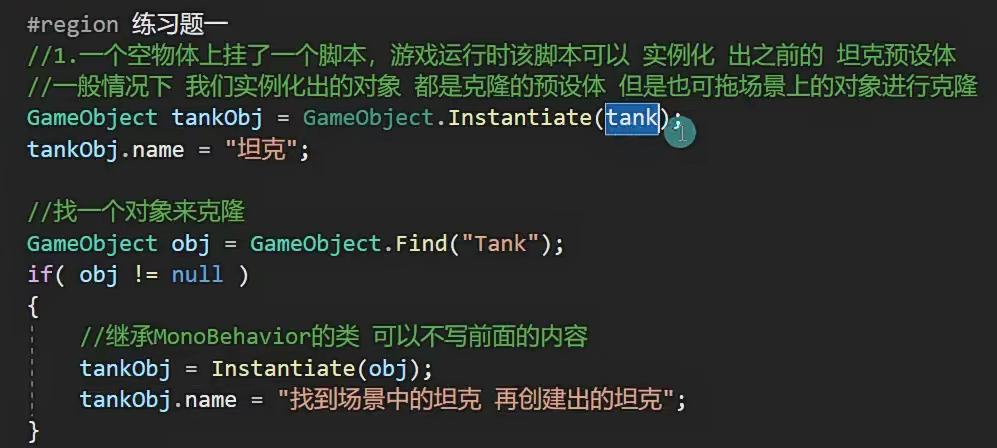 #region 练习题一
//1.一个空物体上挂了一个脚本，游戏运行时该脚本可以 实例化 出之前的 坦克预设体
//一般情况下 我们实例化出的对象 都是克隆的预设体 但是也可拖场景上的对象进行克隆
GameObject tankObj = GameObject.Instantiate(tank);
tankObj.name = "坦克";
//找一个对象来克隆
GameObject obj = GameObject.Find("Tank");
if( obj != null )
{
//继承MonoBehavior的类 可以不写前面的内容
tankObj = Instantiate(obj);
tankObj.name = "找到场景中的坦克 再创建出的坦克";
}